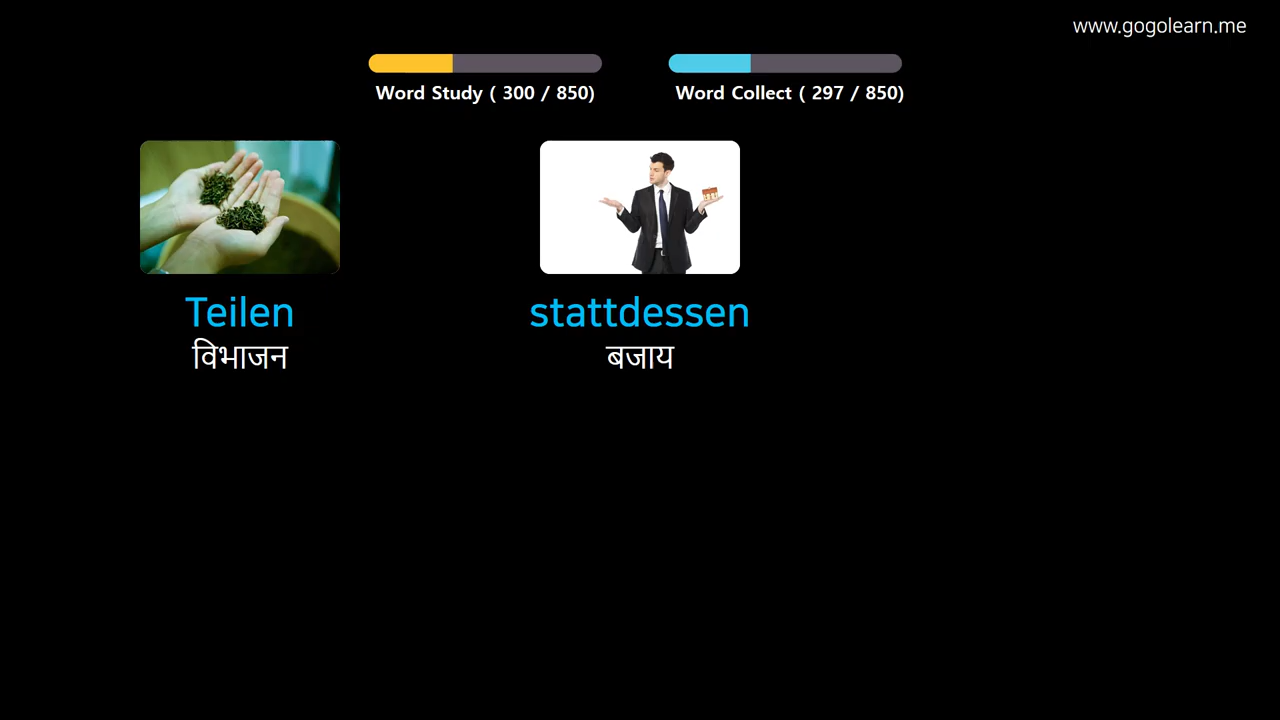 www.gogolearn.me
Word Study ( 300 / 850)
Word Collect ( 297 / 850)
Teilen
विभाजन
stattdessen
बजाय